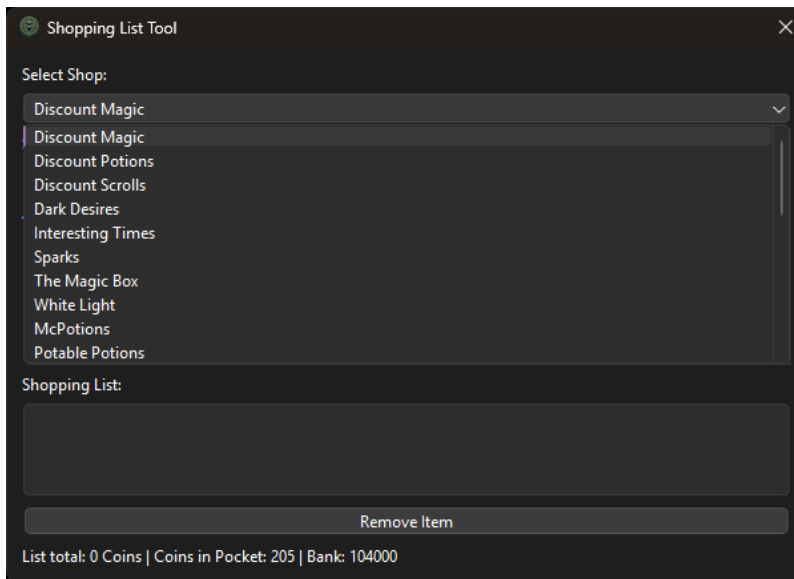 Shopping List Tool
Select Shop:
Discount Magic
Discount Magic
Discount Potions
Discount Scrolls
Dark Desires
Interesting Times
Sparks
The Magic Box
White Light
McPotions
Potable Potions
Shopping List:
Remove Item
List total: 0 Coins | Coins in Pocket: 205 | Bank: 104000